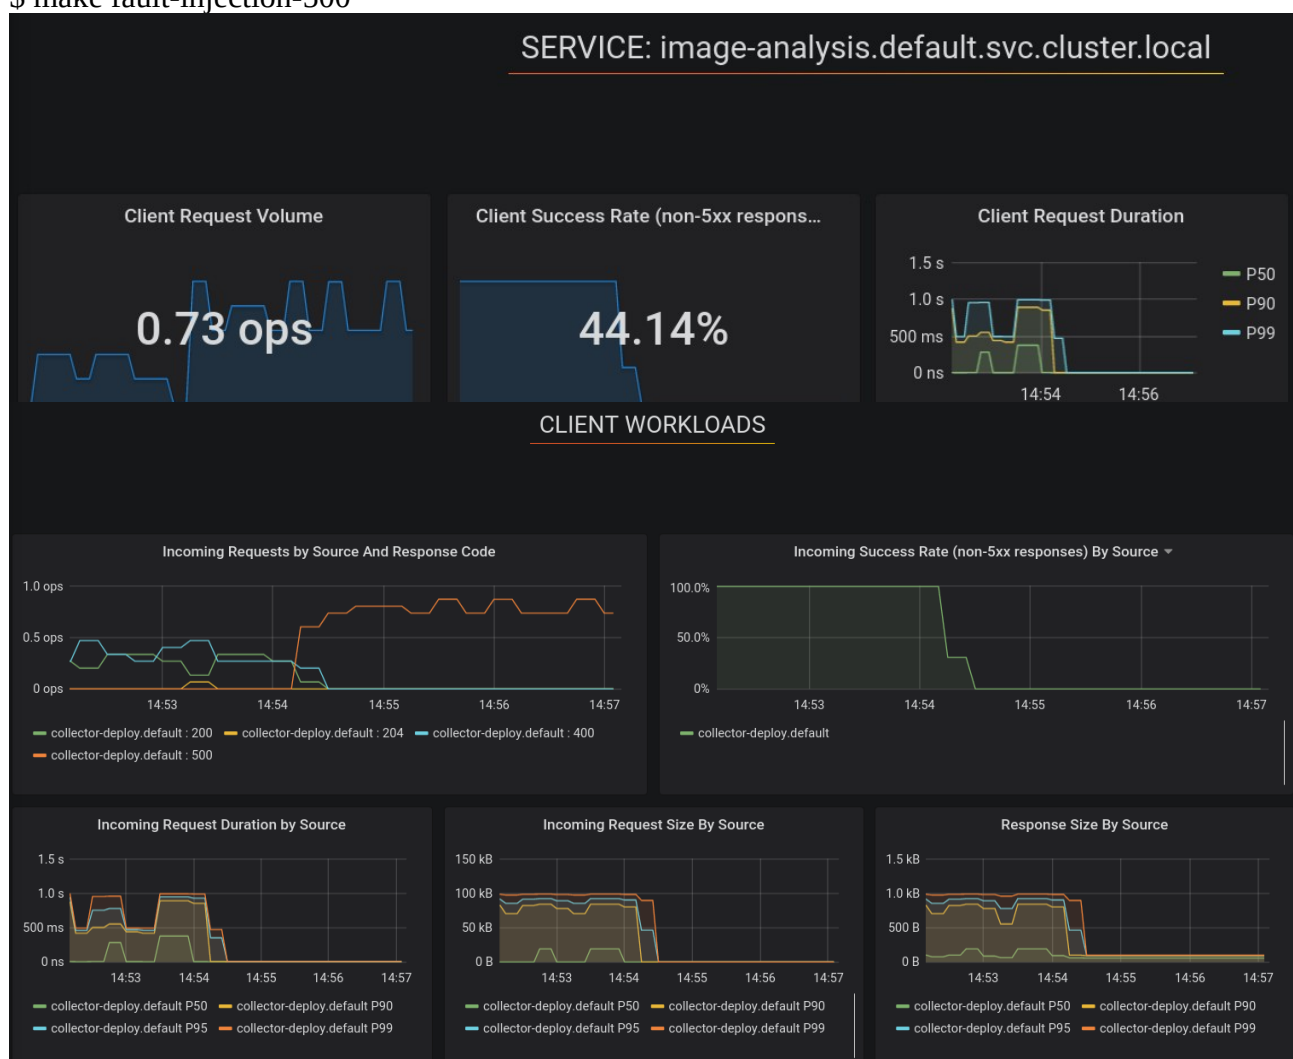 $ make fault-injection-500
SERVICE: image-analysis.default.svc.cluster.local
Client Request Volume
0.73 ops
Client Success Rate (non-5xx respons...
44.14%
Client Request Duration
1.5 s
1.0 s
500 ms
0 ns
14:54 14:56
P50
P90
P99
CLIENT WORKLOADS
Incoming Requests by Source And Response Code
1.0 ops
0.5 ops
0 ops
14:53 14:54 14:55 14:56 14:57
collector-deploy.default : 200 collector-deploy.default : 204 collector-deploy.default : 400
collector-deploy.default : 500
Incoming Success Rate (non-5xx responses) By Source
100.0%
50.0%
0%
14:53 14:54 14:55 14:56 14:57
collector-deploy.default
Incoming Request Duration by Source
1.5 s
1.0 s
500 ms
0 ns
14:53 14:54 14:55 14:56 14:57
collector-deploy.default P50 collector-deploy.default P90
collector-deploy.default P95 collector-deploy.default P99
Incoming Request Size By Source
150 kB
100 kB
50 kB
0 B
14:53 14:54 14:55 14:56 14:57
collector-deploy.default P50 collector-deploy.default P90
collector-deploy.default P95 collector-deploy.default P99
Response Size By Source
1.5 kB
1.0 kB
500 B
0 B
14:53 14:54 14:55 14:56 14:57
collector-deploy.default P50 collector-deploy.default P90
collector-deploy.default P95 collector-deploy.default P99